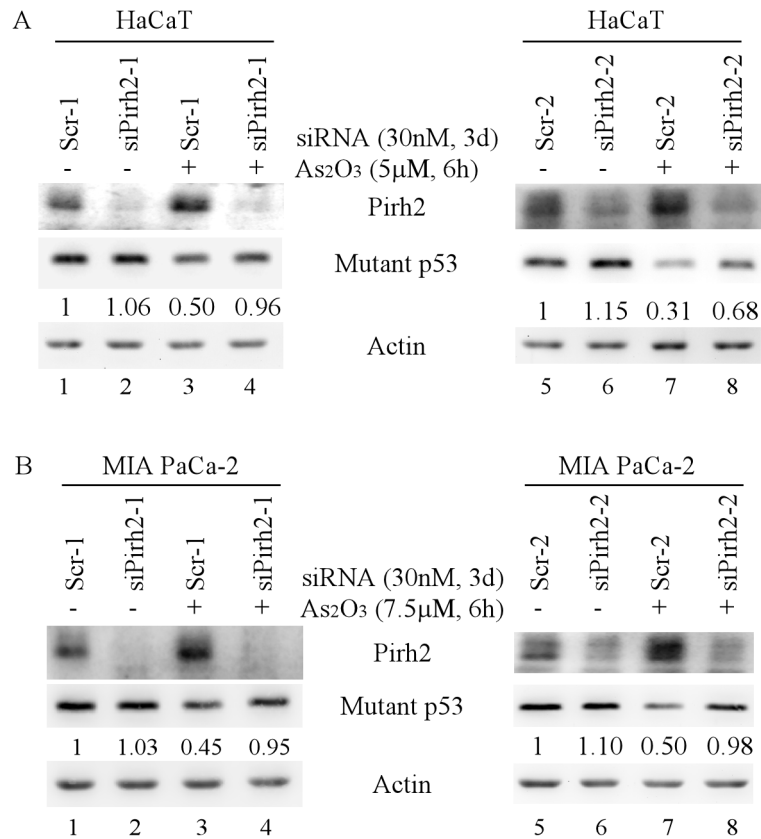 A
HaCaT HaCaT
Scr-1 siPirh2-1 Scr-1 siPirh2-1 Scr-2 siPirh2-2 Scr-2 siPirh2-2
siRNA (30nM, 3d)
- - + + As2O3 (5μM, 6h) - - + +
Pirh2
Mutant p53
1 1.06 0.50 0.96 1 1.15 0.31 0.68
Actin
1 2 3 4 5 6 7 8
B
MIA PaCa-2 MIA PaCa-2
Scr-1 siPirh2-1 Scr-1 siPirh2-1 Scr-2 siPirh2-2 Scr-2 siPirh2-2
siRNA (30nM, 3d)
- - + + As2O3 (7.5μM, 6h) - - + +
Pirh2
Mutant p53
1 1.03 0.45 0.95 1 1.10 0.50 0.98
Actin
1 2 3 4 5 6 7 8